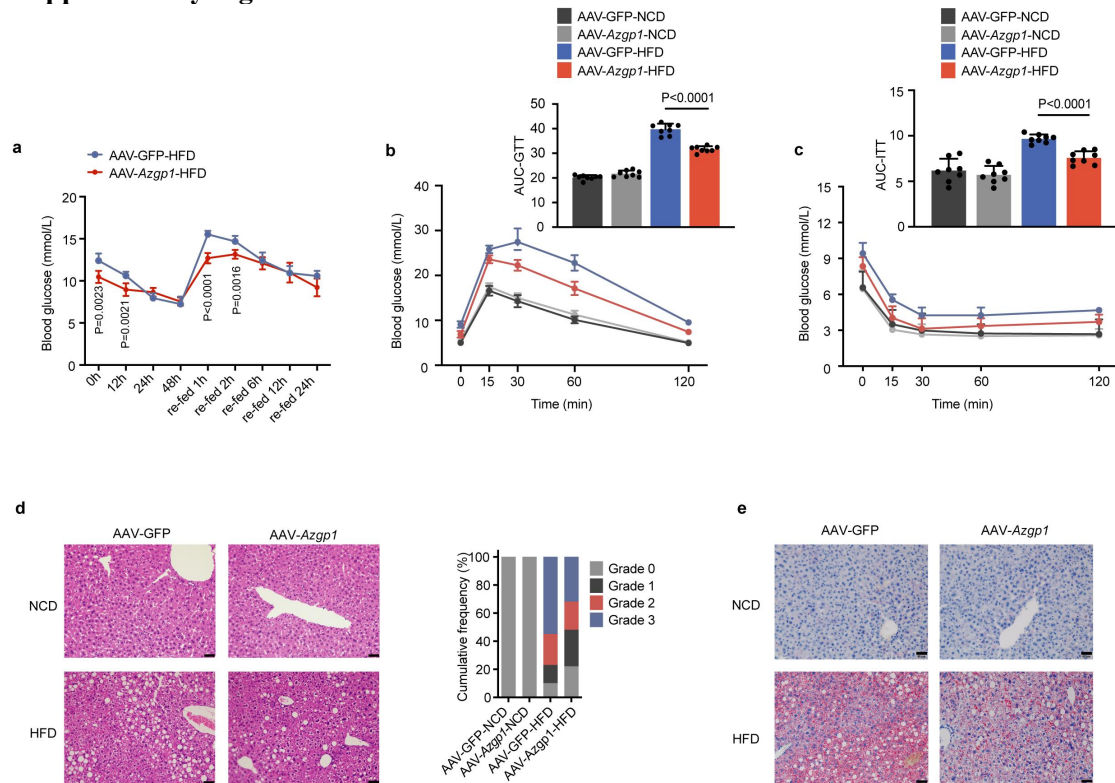 AAV-GFP-NCD
AAV-Azgp1-NCD
AAV-GFP-HFD
AAV-Azgp1-HFD
AAV-GFP-NCD
AAV-Azgp1-NCD
AAV-GFP-HFD
AAV-Azgp1-HFD
a
AAV-GFP-HFD
AAV-Azgp1-HFD
Blood glucose (mmol/L)
20
15
10
5
0
P=0.0023
P=0.0021
P<0.0001
P=0.0016
0h
12h
24h
48h
re-fed 1h
re-fed 2h
re-fed 6h
re-fed 12h
re-fed 24h
b
P<0.0001
AUC-GTT
50
40
30
20
10
0
Blood glucose (mmol/L)
40
30
20
10
0
0
15
30
60
120
Time (min)
c
P<0.0001
AUC-ITT
15
10
5
0
Blood glucose (mmol/L)
15
12
9
6
3
0
0
15
30
60
120
Time (min)
d
AAV-GFP
AAV-Azgp1
NCD
HFD
Cumulative frequency (%)
100
80
60
40
20
0
Grade 0
Grade 1
Grade 2
Grade 3
AAV-GFP-NCD
AAV-Azgp1-NCD
AAV-GFP-HFD
AAV-Azgp1-HFD
e
AAV-GFP
AAV-Azgp1
NCD
HFD